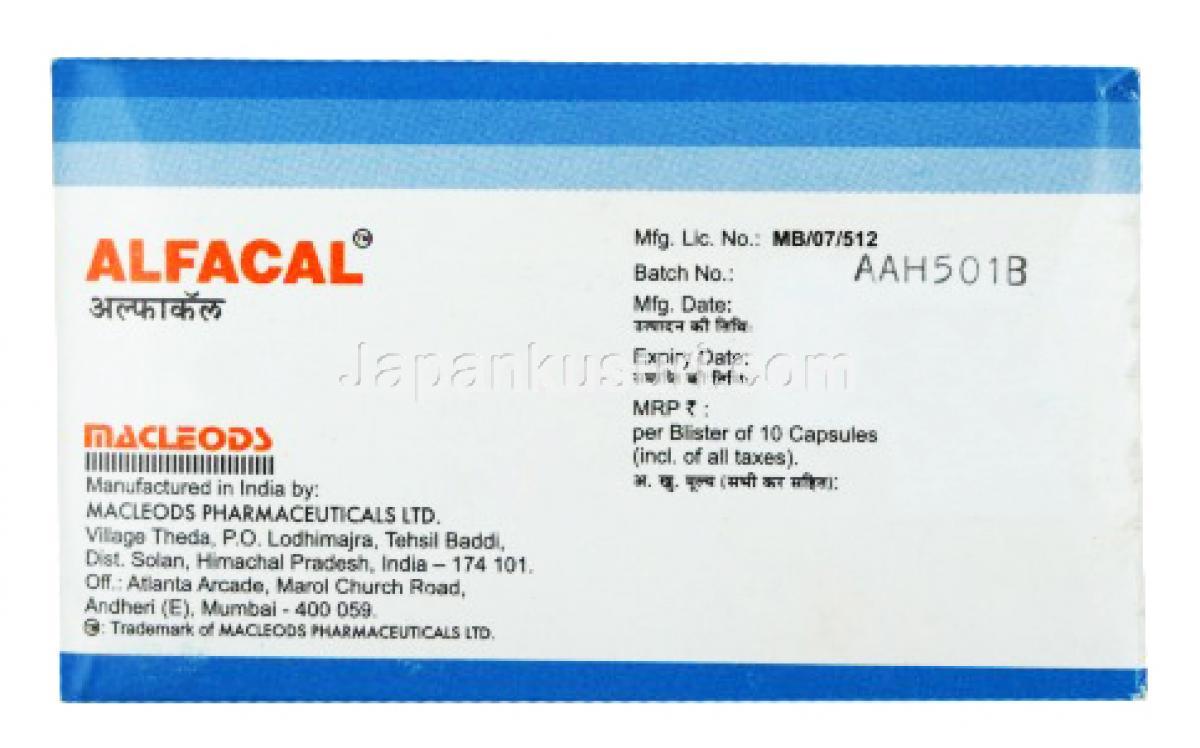 ALFACAL™
अल्फाकॅल
MACLEODS
Manufactured in India by:
MACLEODS PHARMACEUTICALS LTD.
Village Theda, P.O. Lodhimajra, Tehsil Baddi,
Dist. Solan, Himachal Pradesh, India – 174 101.
Off.: Atlanta Arcade, Marol Church Road,
Andheri (E), Mumbai - 400 059.
™: Trademark of MACLEODS PHARMACEUTICALS LTD.
Mfg. Lic. No.: MB/07/512
Batch No.: AAH501B
Mfg. Date:
उत्पादन की तिथि:
Expiry Date:
की तिथि:
MRP ₹ :
per Blister of 10 Capsules
(incl. of all taxes).
अ. खु. मूल्य (सभी कर सहित):